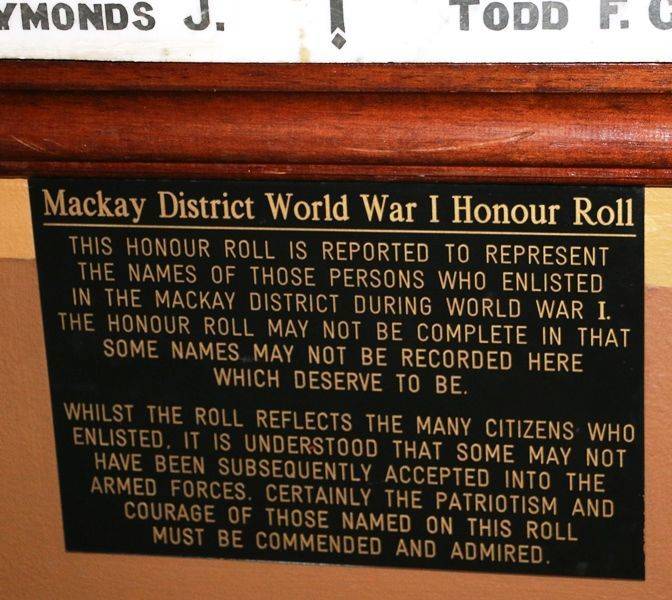 YMONDS J. TODD F. G
Mackay District World War I Honour Roll
THIS HONOUR ROLL IS REPORTED TO REPRESENT
THE NAMES OF THOSE PERSONS WHO ENLISTED
IN THE MACKAY DISTRICT DURING WORLD WAR I.
THE HONOUR ROLL MAY NOT BE COMPLETE IN THAT
SOME NAMES MAY NOT BE RECORDED HERE
WHICH DESERVE TO BE.
WHILST THE ROLL REFLECTS THE MANY CITIZENS WHO
ENLISTED, IT IS UNDERSTOOD THAT SOME MAY NOT
HAVE BEEN SUBSEQUENTLY ACCEPTED INTO THE
ARMED FORCES. CERTAINLY THE PATRIOTISM AND
COURAGE OF THOSE NAMED ON THIS ROLL
MUST BE COMMENDED AND ADMIRED.